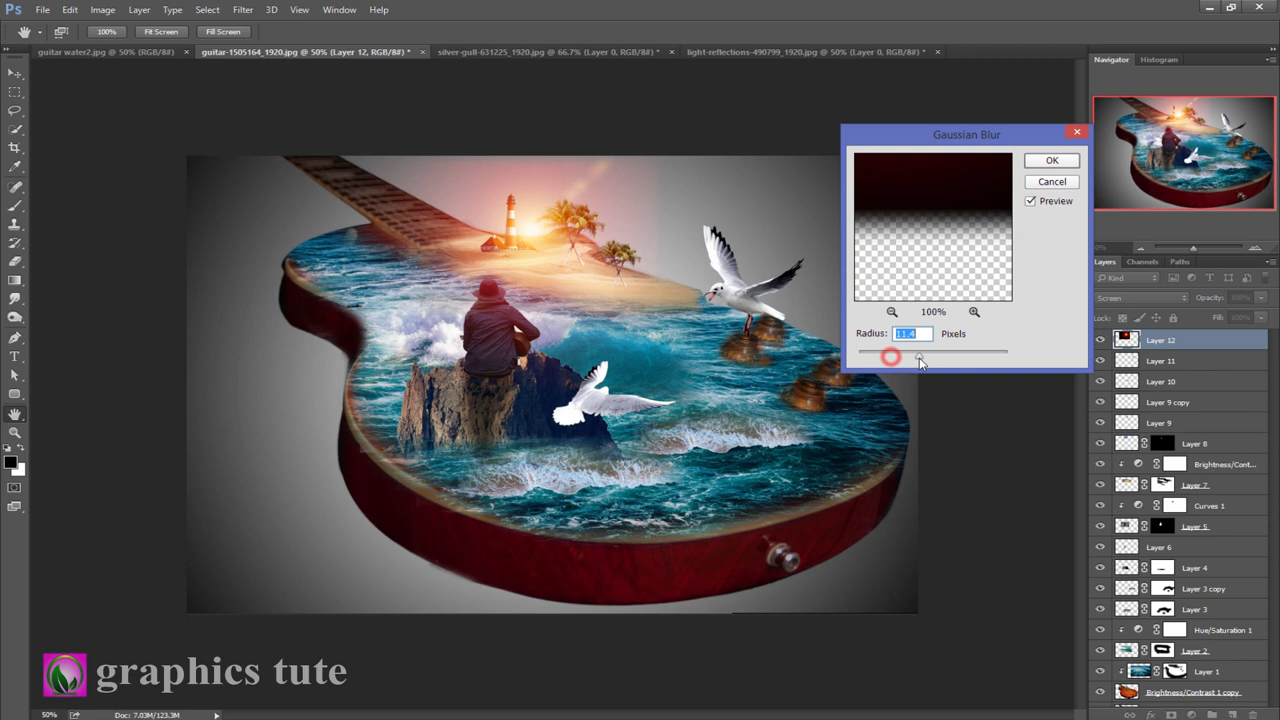 Ps File Edit Image Layer Type Select Filter 3D View Window Help
100% Fit Screen Fill Screen
guitar water2.jpg @ 50% (RGB/8#) × guitar-1505164_1920.jpg @ 50% (Layer 12, RGB/8#) * × silver-gull-631225_1920.jpg @ 66.7% (Layer 0, RGB/8#) * × light-reflections-490799_1920.jpg @ 50% (Layer 0, RGB/8#) * ×
Navigator Histogram
Gaussian Blur
OK
Cancel
Preview
100%
Radius: 11.4 Pixels
Layers Channels Paths
Kind
Screen Opacity: 100%
Lock: Fill: 100%
Layer 12
Layer 11
Layer 10
Layer 9 copy
Layer 9
Layer 8
Brightness/Cont...
Layer 7
Curves 1
Layer 5
Layer 6
Layer 4
Layer 3 copy
Layer 3
Hue/Saturation 1
Layer 2
Layer 1
Brightness/Contrast 1 copy
graphics tute
50% Doc: 7.03M/123.3M